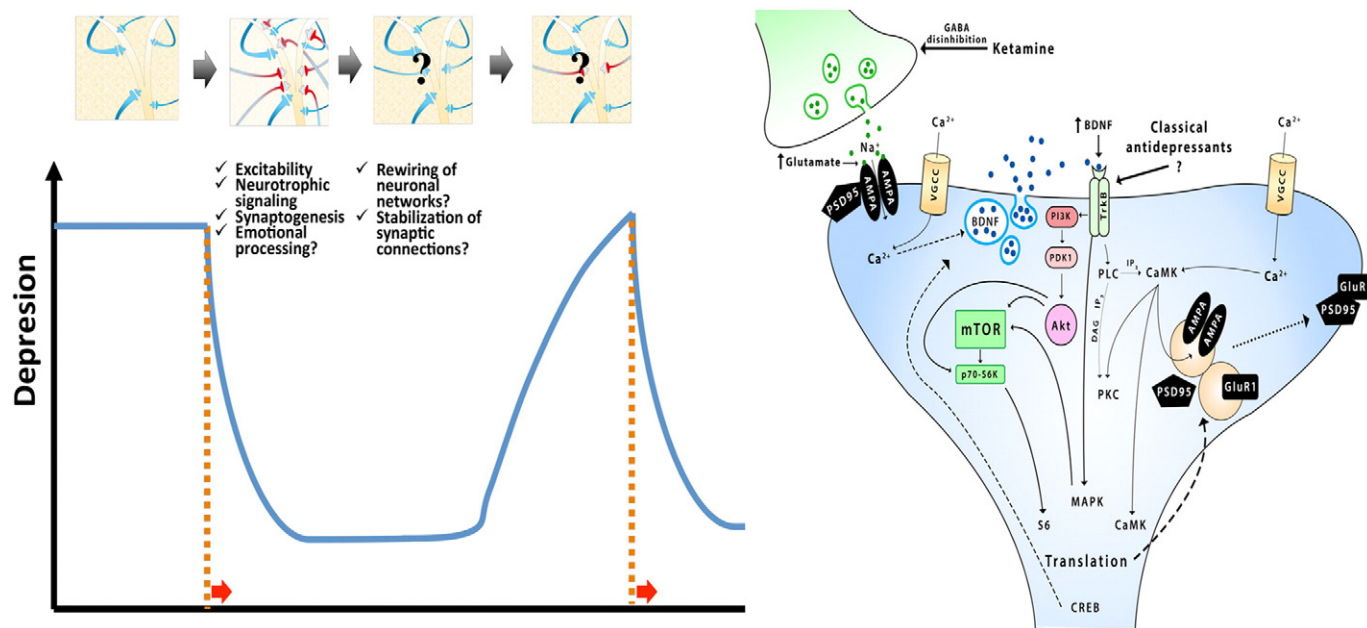 ?
?
✓ Excitability
✓ Neurotrophic
signaling
✓ Synaptogenesis
✓ Emotional
processing?
✓ Rewiring of
neuronal
networks?
✓ Stabilization of
synaptic
connections?
Depresion
GABA
disinhibition
Ketamine
↑Glutamate
Na⁺
Ca²⁺
↑ BDNF
Classical
antidepressants
?
Ca²⁺
PSD95
AMPA
AMPA
VGCC
BDNF
TrkB
VGCC
PI3K
PDK1
Ca²⁺
PLC
IP₃
CaMK
Ca²⁺
GluR
PSD95
mTOR
Akt
DAG
IP₃
AMPA
AMPA
p70-S6K
PKC
PSD95
GluR1
MAPK
S6
CaMK
Translation
CREB